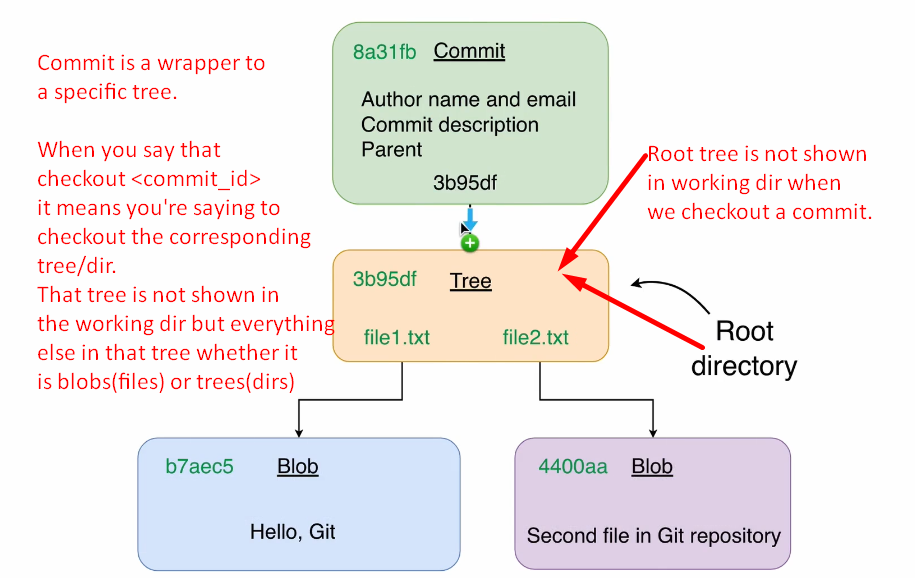 Commit is a wrapper to
a specific tree.
When you say that
checkout <commit_id>
it means you're saying to
checkout the corresponding
tree/dir.
That tree is not shown in
the working dir but everything
else in that tree whether it
is blobs(files) or trees(dirs)
8a31fb Commit
Author name and email
Commit description
Parent
3b95df
Root tree is not shown
in working dir when
we checkout a commit.
3b95df Tree
file1.txt file2.txt
Root
directory
b7aec5 Blob
Hello, Git
4400aa Blob
Second file in Git repository